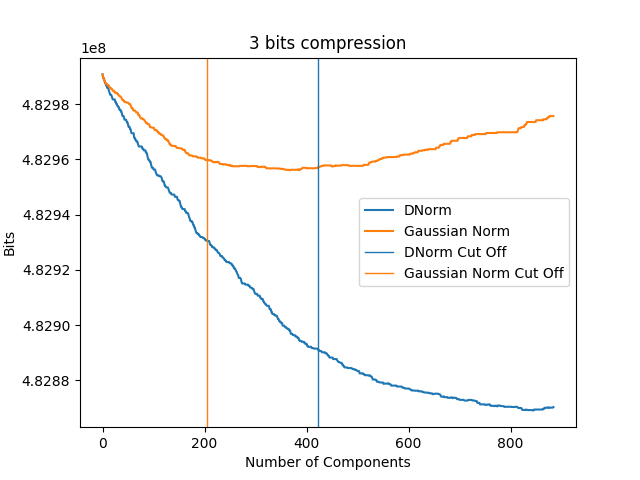 3 bits compression
1e8
4.8298
4.8296
4.8294
4.8292
4.8290
4.8288
Bits
DNorm
Gaussian Norm
DNorm Cut Off
Gaussian Norm Cut Off
0
200
400
600
800
Number of Components